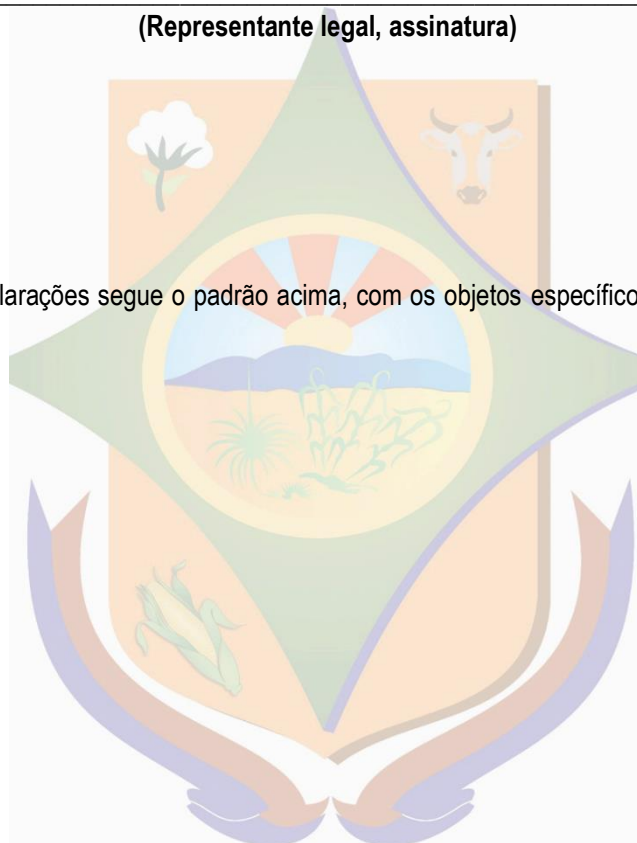 (Representante legal, assinatura)
larações segue o padrão acima, com os objetos específico